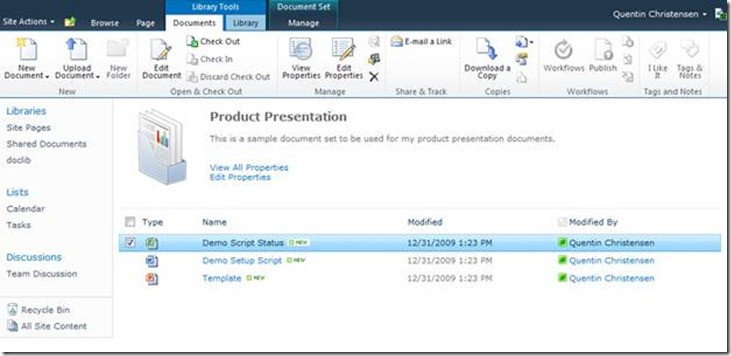 Library Tools Document Set
Site Actions Browse Page Documents Library Manage Quentin Christensen
New Document Upload Document New Folder Edit Document Check Out Check In Discard Check Out View Properties Edit Properties E-mail a Link Download a Copy Workflows Publish I Like It Tags & Notes
New Open & Check Out Manage Share & Track Copies Workflows Tags and Notes
Libraries
Site Pages
Shared Documents
doclib
Lists
Calendar
Tasks
Discussions
Team Discussion
Recycle Bin
All Site Content
Product Presentation
This is a sample document set to be used for my product presentation documents.
View All Properties
Edit Properties
Type Name Modified Modified By
Demo Script Status NEW 12/31/2009 1:23 PM Quentin Christensen
Demo Setup Script NEW 12/31/2009 1:23 PM Quentin Christensen
Template NEW 12/31/2009 1:23 PM Quentin Christensen